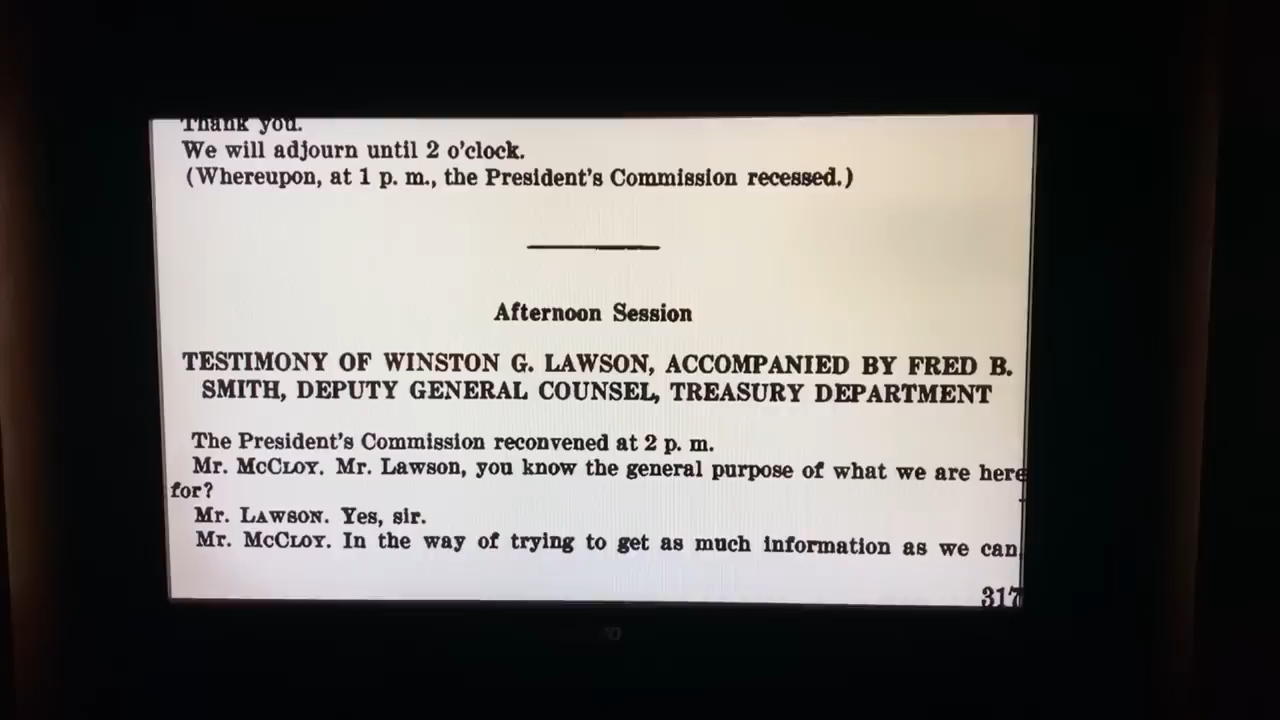 Thank you.
We will adjourn until 2 o'clock.
(Whereupon, at 1 p. m., the President's Commission recessed.)
Afternoon Session
TESTIMONY OF WINSTON G. LAWSON, ACCOMPANIED BY FRED B.
SMITH, DEPUTY GENERAL COUNSEL, TREASURY DEPARTMENT
The President's Commission reconvened at 2 p. m.
Mr. McCLOY. Mr. Lawson, you know the general purpose of what we are here
for?
Mr. LAWSON. Yes, sir.
Mr. McCLOY. In the way of trying to get as much information as we can
317